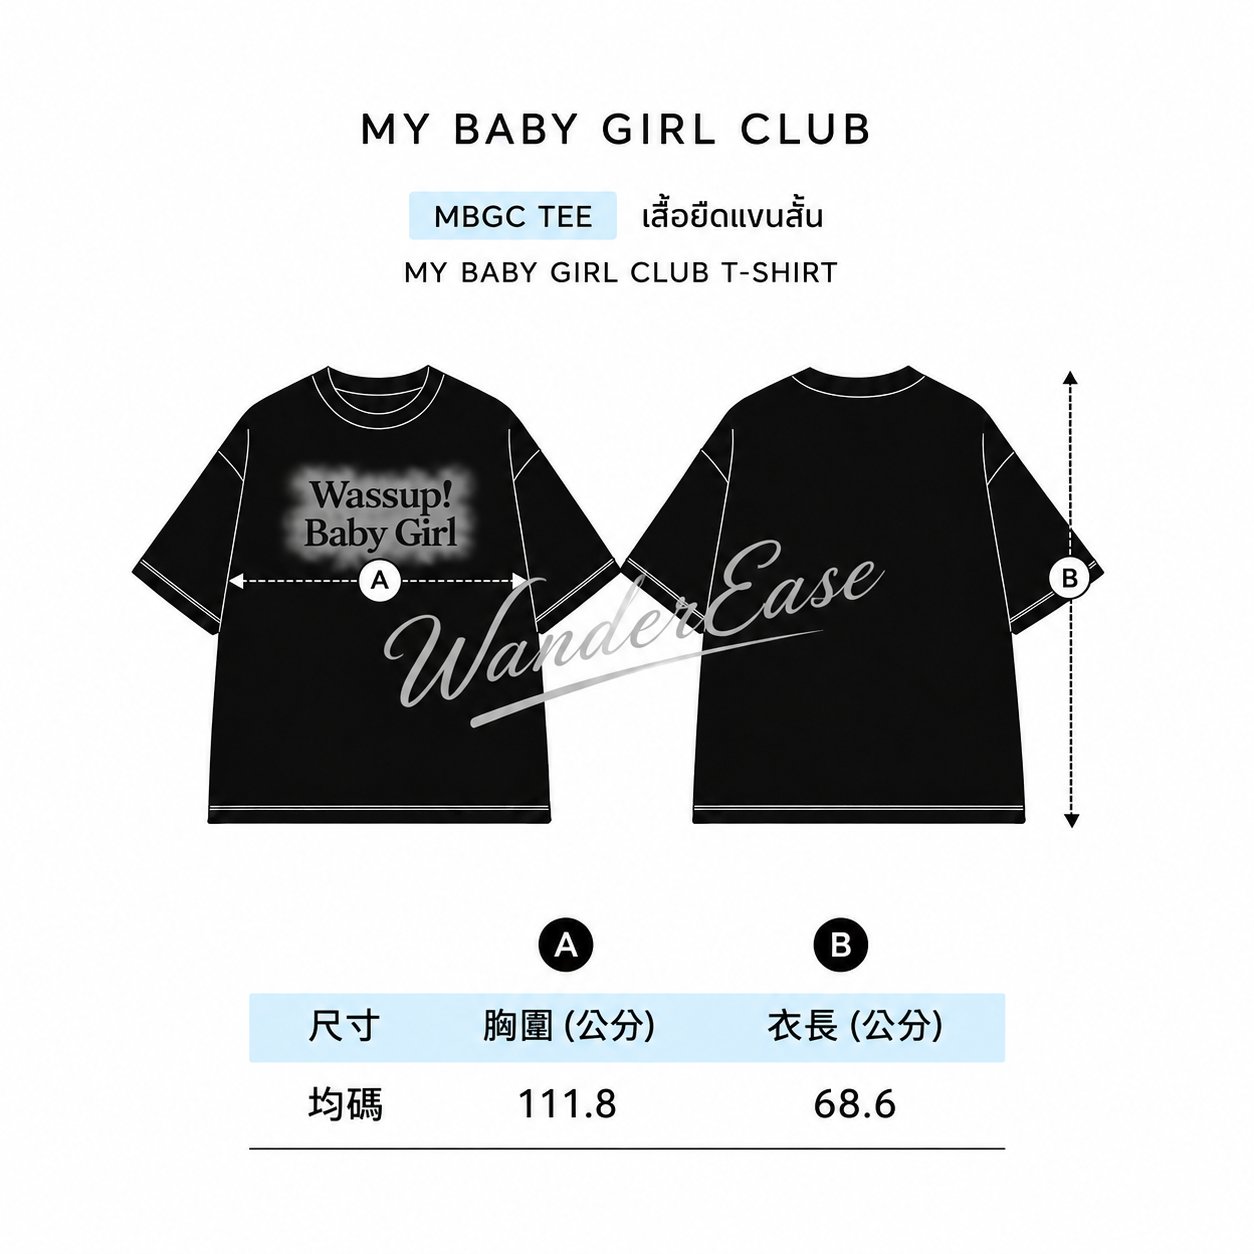 MY BABY GIRL CLUB
MBGC TEE เสื้อยืดแขนสั้น
MY BABY GIRL CLUB T-SHIRT
Wassup!
Baby Girl
A
B
WanderEase
A B
尺寸 胸圍 (公分) 衣長 (公分)
均碼 111.8 68.6